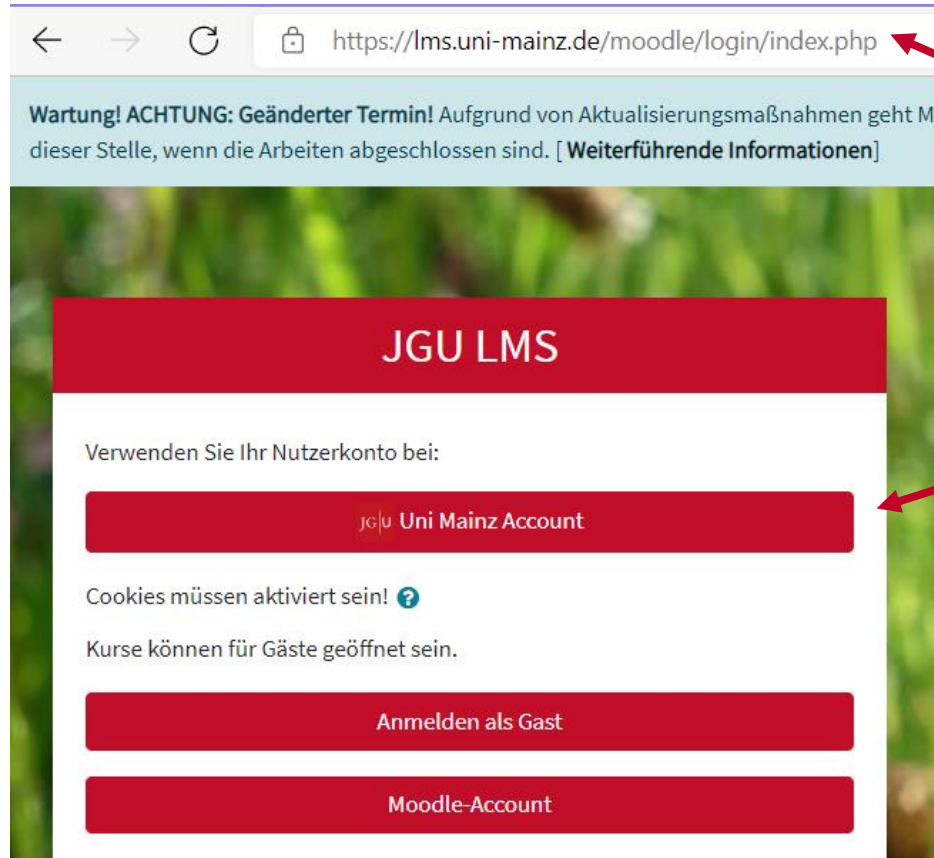 https://lms.uni-mainz.de/moodle/login/index.php
Wartung! ACHTUNG: Geänderter Termin! Aufgrund von Aktualisierungsmaßnahmen geht M
dieser Stelle, wenn die Arbeiten abgeschlossen sind. [ Weiterführende Informationen]
JGU LMS
Verwenden Sie Ihr Nutzerkonto bei:
JG|U Uni Mainz Account
Cookies müssen aktiviert sein! ?
Kurse können für Gäste geöffnet sein.
Anmelden als Gast
Moodle-Account